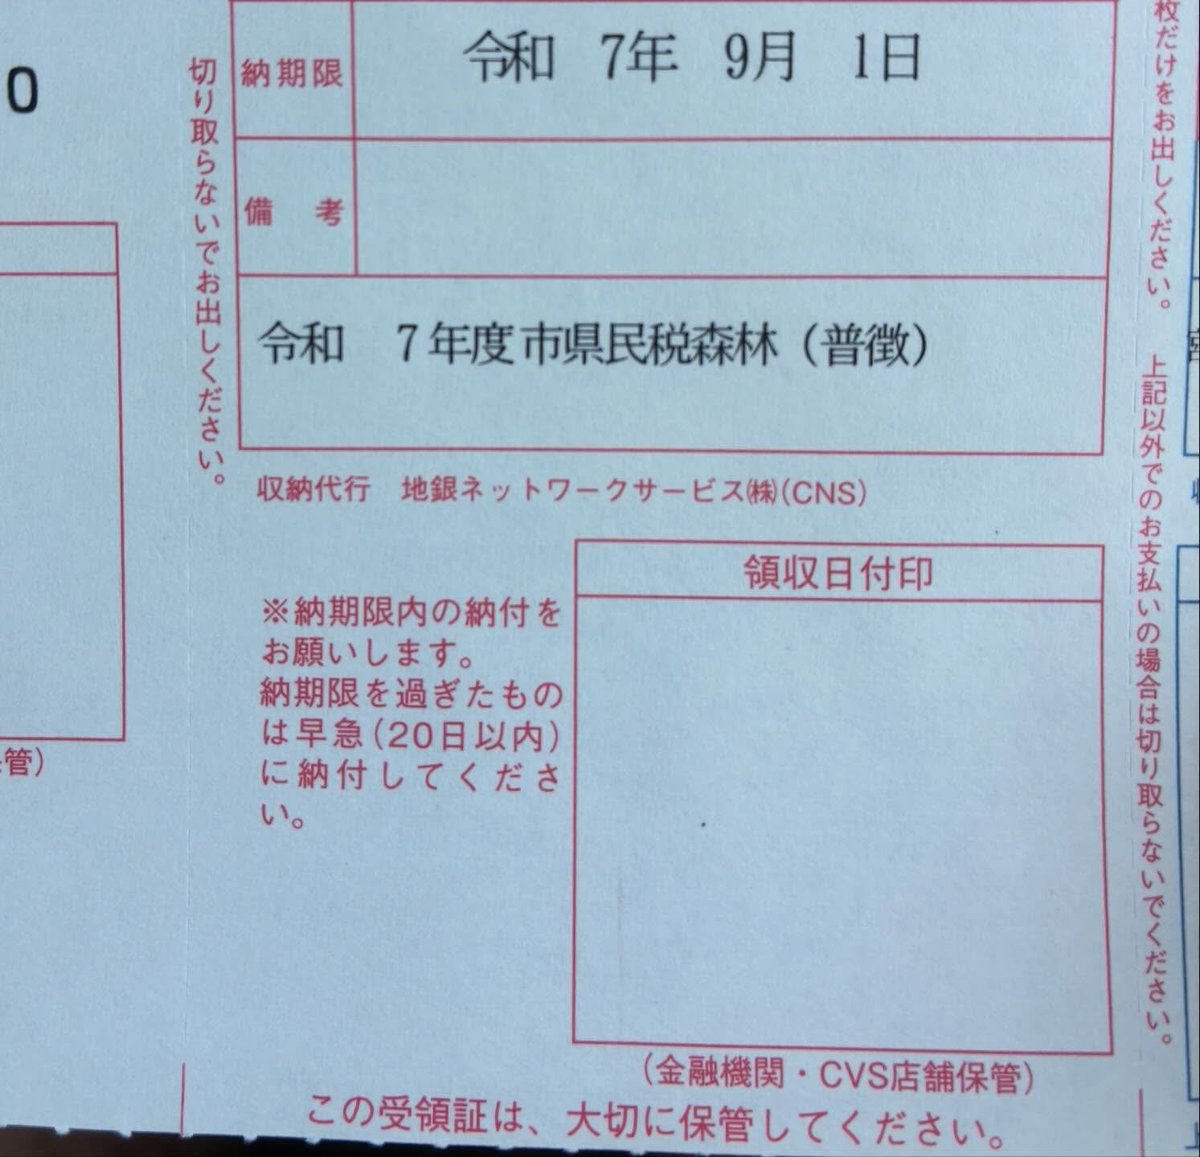 0
管)
切り取らないでお出しください。
納期限 令和 7年 9月 1日
備 考
令和 7年度市県民税森林(普徴)
収納代行 地銀ネットワークサービス㈱(CNS)
※納期限内の納付を
お願いします。
納期限を過ぎたもの
は早急(20日以内)
に納付してくださ
い。
領収日付印
(金融機関・CVS店舗保管)
この受領証は、大切に保管してください。
枚だけをお出しください。 上記以外でのお支払いの場合は切り取らないでください。